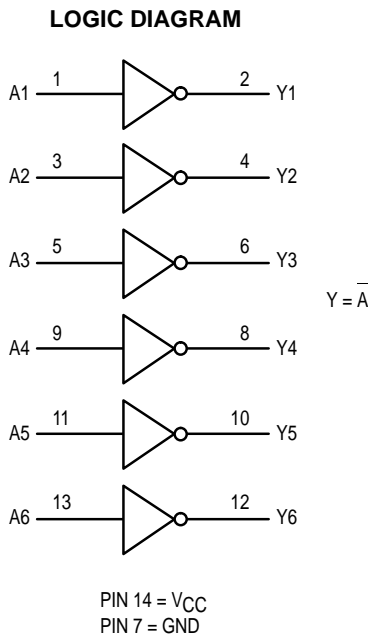 LOGIC DIAGRAM
A1 1 2 Y1
A2 3 4 Y2
A3 5 6 Y3
Y = A̅
A4 9 8 Y4
A5 11 10 Y5
A6 13 12 Y6
PIN 14 = VCC
PIN 7 = GND